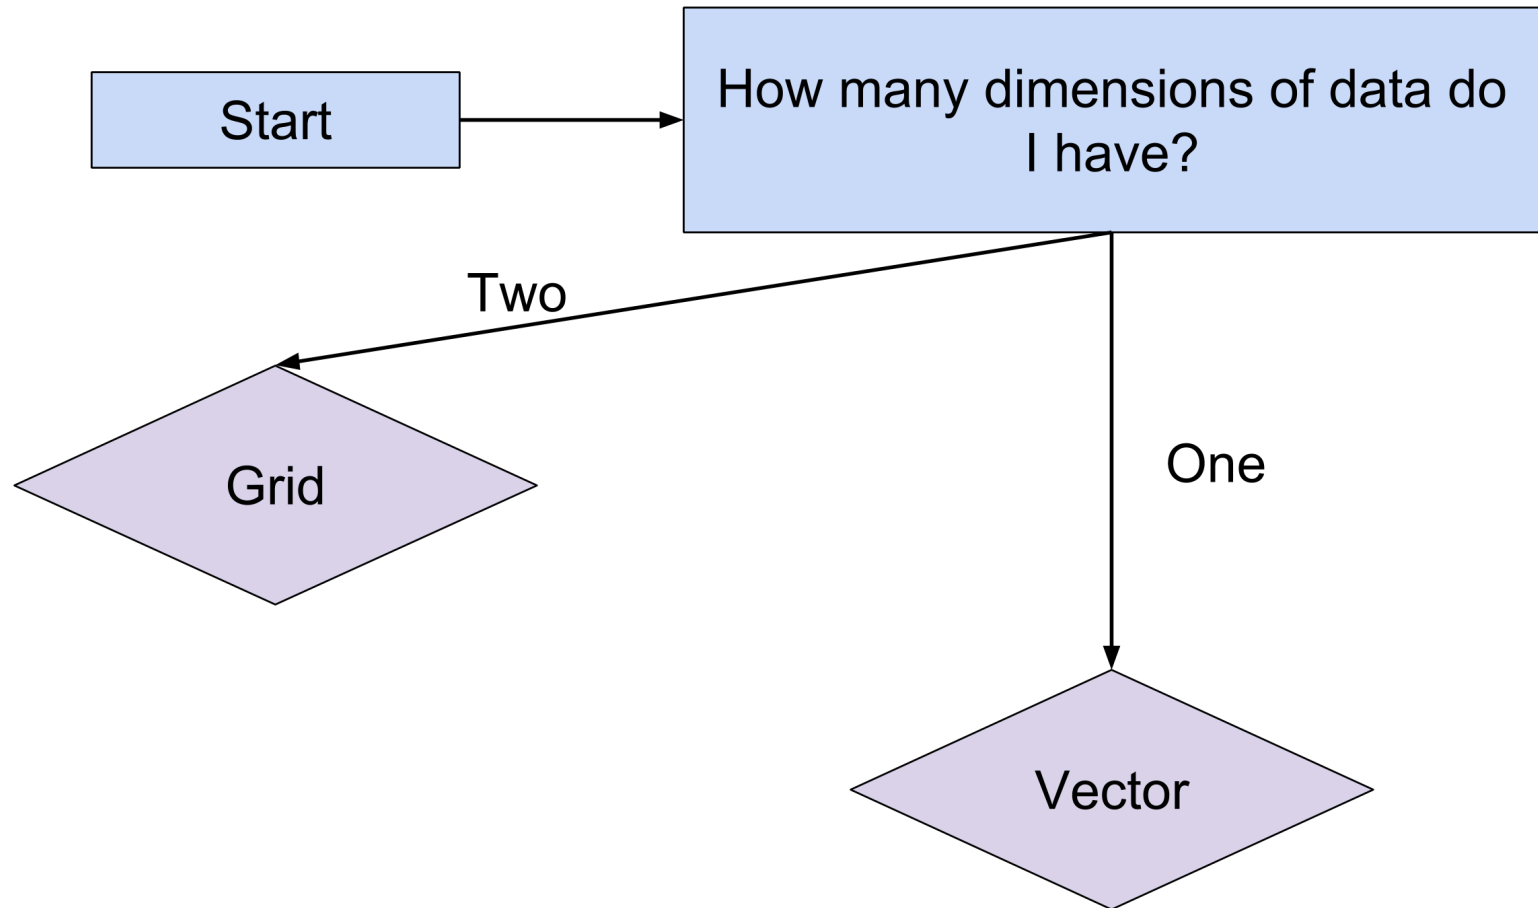 Start
How many dimensions of data do
I have?
Two
One
Grid
Vector